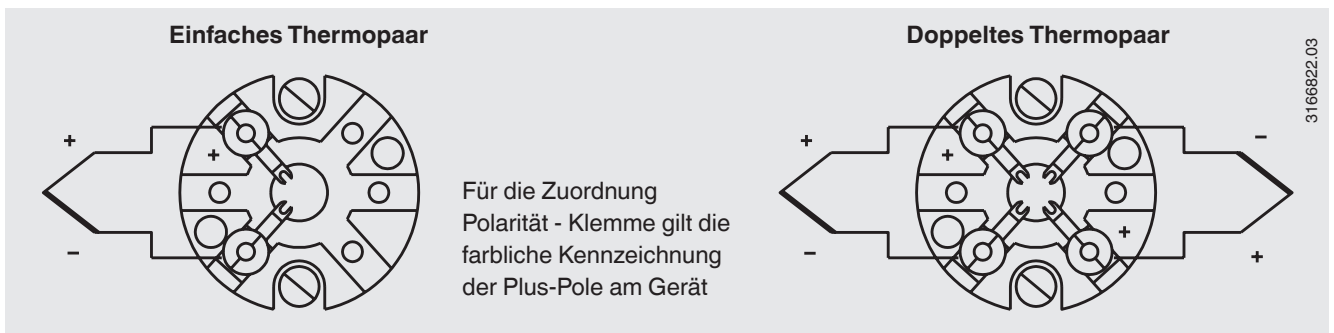 Einfaches Thermopaar
+
+
−
Für die Zuordnung
Polarität - Klemme gilt die
farbliche Kennzeichnung
der Plus-Pole am Gerät
Doppeltes Thermopaar
+
+
−
−
+
+
3166822.03